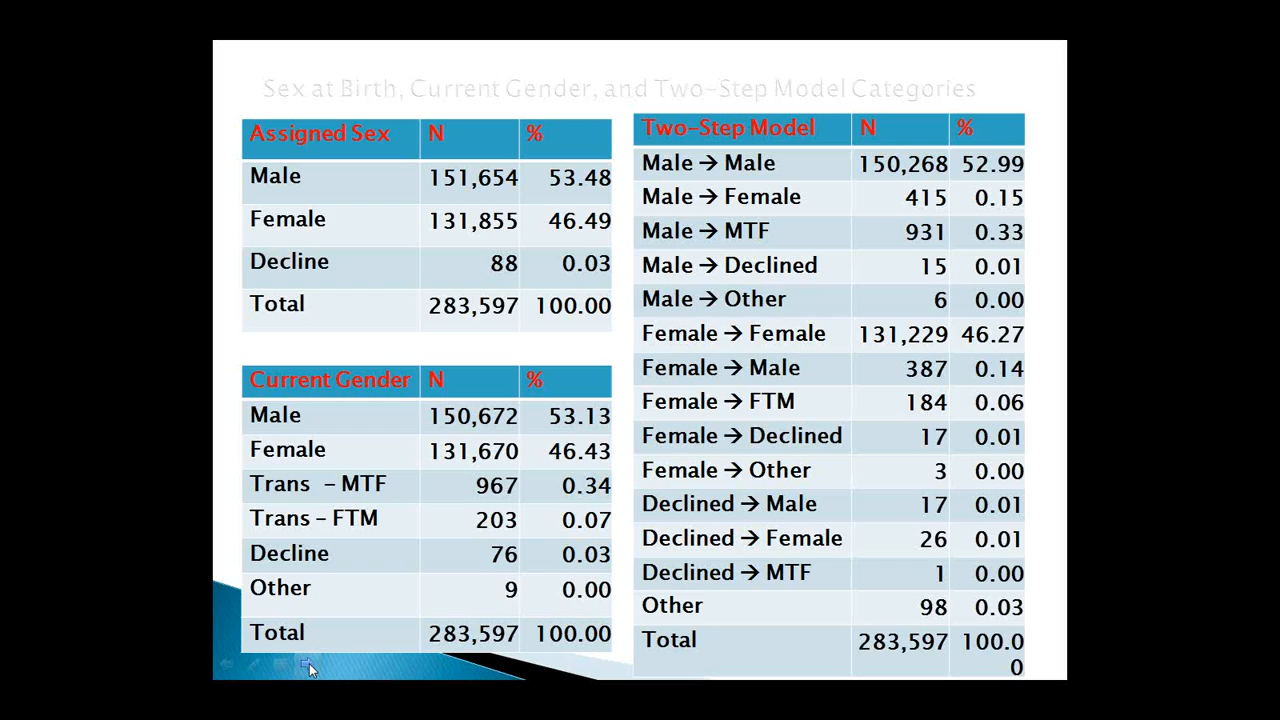 Sex at Birth, Current Gender, and Two-Step Model Categories
Assigned Sex N %
Male 151,654 53.48
Female 131,855 46.49
Decline 88 0.03
Total 283,597 100.00
Current Gender N %
Male 150,672 53.13
Female 131,670 46.43
Trans - MTF 967 0.34
Trans - FTM 203 0.07
Decline 76 0.03
Other 9 0.00
Total 283,597 100.00
Two-Step Model N %
Male → Male 150,268 52.99
Male → Female 415 0.15
Male → MTF 931 0.33
Male → Declined 15 0.01
Male → Other 6 0.00
Female → Female 131,229 46.27
Female → Male 387 0.14
Female → FTM 184 0.06
Female → Declined 17 0.01
Female → Other 3 0.00
Declined → Male 17 0.01
Declined → Female 26 0.01
Declined → MTF 1 0.00
Other 98 0.03
Total 283,597 100.0
0